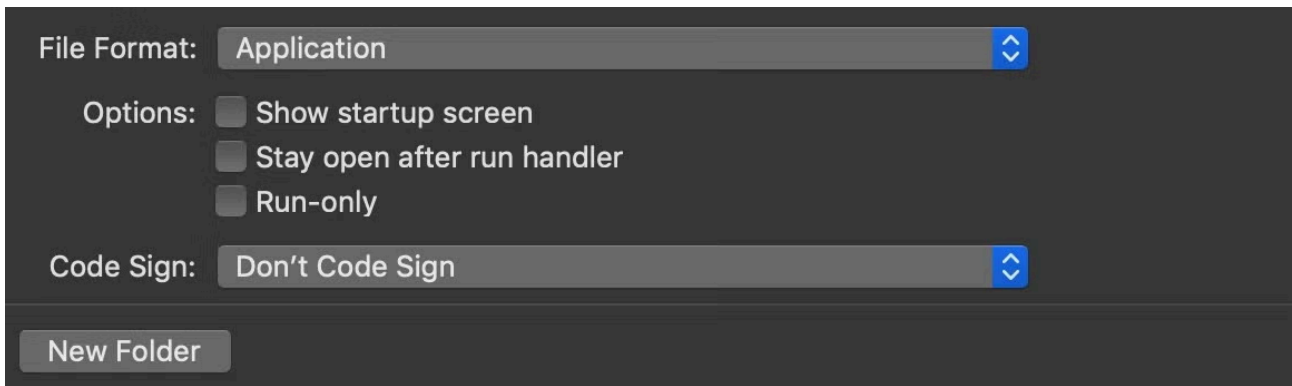 File Format: Application
Options: Show startup screen
Stay open after run handler
Run-only
Code Sign: Don’t Code Sign
New Folder